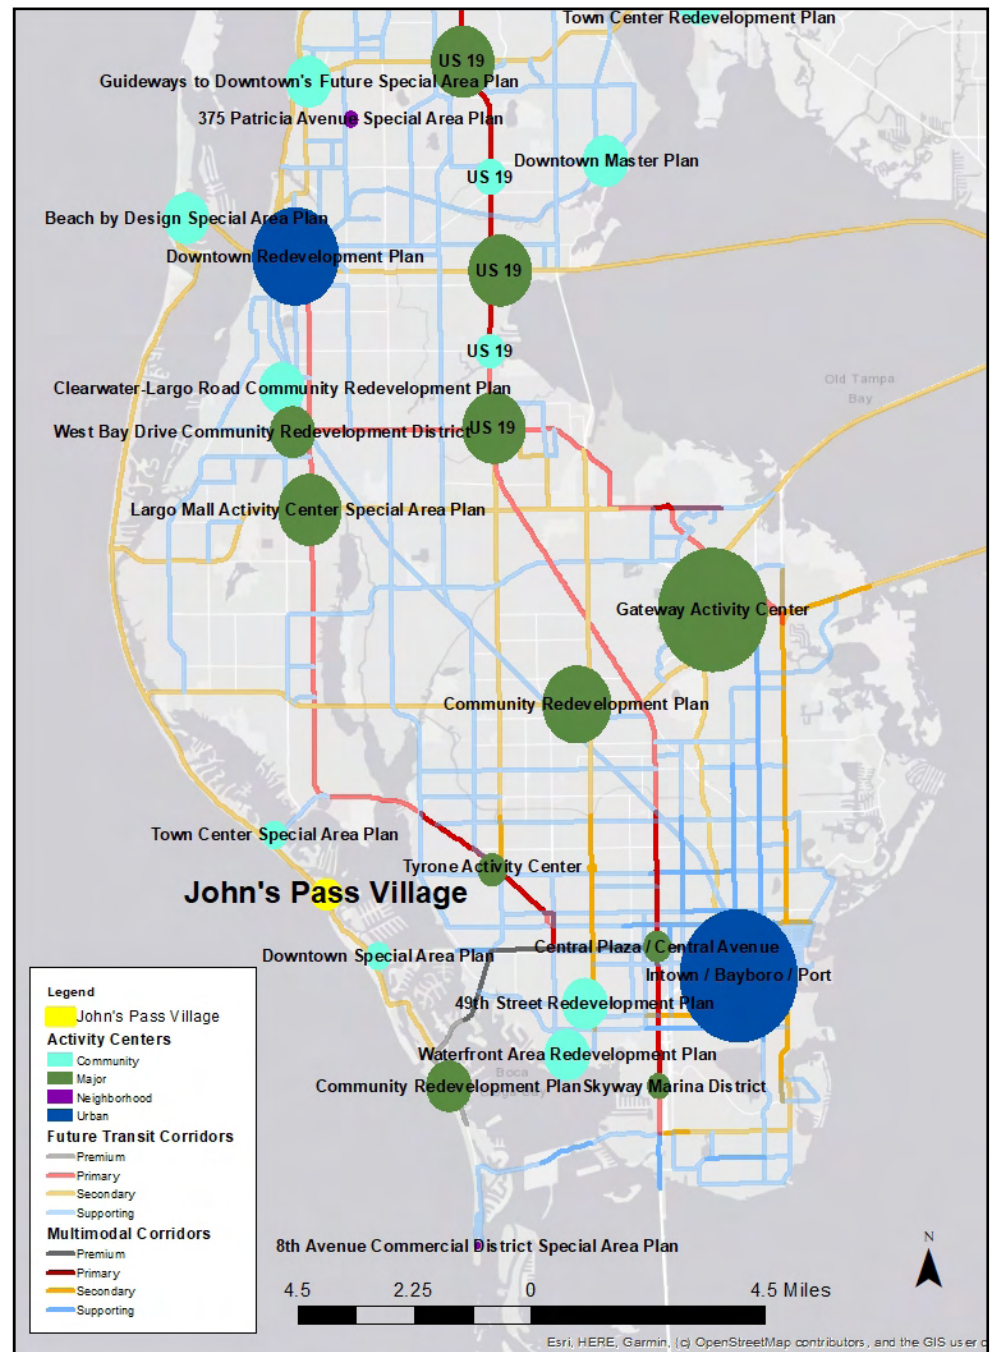 Town Center Redevelopment Plan
US 19
Guideways to Downtown's Future Special Area Plan
375 Patricia Avenue Special Area Plan
Downtown Master Plan
US 19
Beach by Design Special Area Plan
Downtown Redevelopment Plan
US 19
US 19
Old Tampa
Bay
Clearwater-Largo Road Community Redevelopment Plan
West Bay Drive Community Redevelopment District
US 19
Largo Mall Activity Center Special Area Plan
Gateway Activity Center
Community Redevelopment Plan
Town Center Special Area Plan
Tyrone Activity Center
John's Pass Village
Central Plaza / Central Avenue
Downtown Special Area Plan
Intown / Bayboro / Port
49th Street Redevelopment Plan
Waterfront Area Redevelopment Plan
Boca
Community Redevelopment Plan
Skyway Marina District
8th Avenue Commercial District Special Area Plan
Legend
John's Pass Village
Activity Centers
Community
Major
Neighborhood
Urban
Future Transit Corridors
Premium
Primary
Secondary
Supporting
Multimodal Corridors
Premium
Primary
Secondary
Supporting
N
4.5 2.25 0 4.5 Miles
Esri, HERE, Garmin, (c) OpenStreetMap contributors, and the GIS user